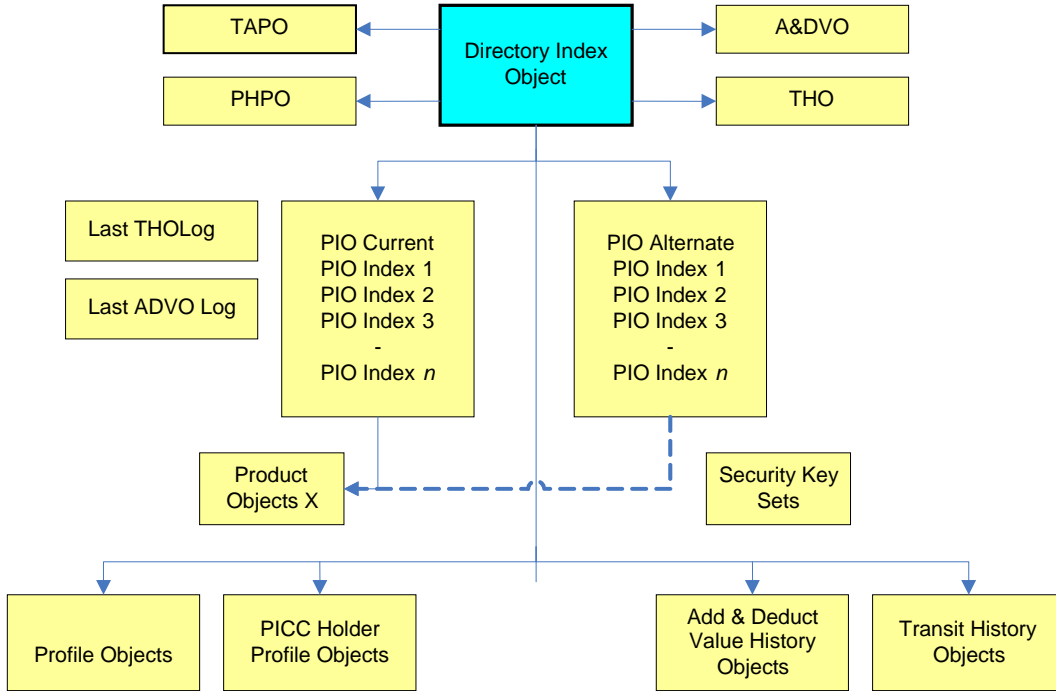 TAPO
Directory Index
Object
A&DVO
PHPO
THO
Last THOLog
Last ADVO Log
PIO Current
PIO Index 1
PIO Index 2
PIO Index 3
-
PIO Index n
PIO Alternate
PIO Index 1
PIO Index 2
PIO Index 3
-
PIO Index n
Product
Objects X
Security Key
Sets
Profile Objects
PICC Holder
Profile Objects
Add & Deduct
Value History
Objects
Transit History
Objects